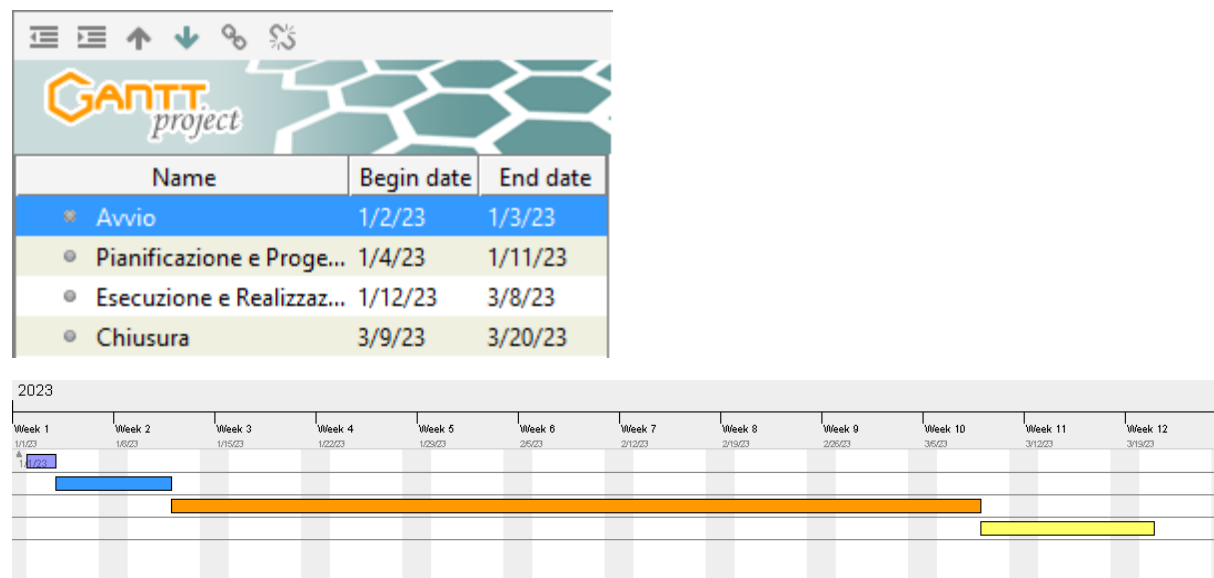 GANTT
project
Name Begin date End date
Avvio 1/2/23 1/3/23
Pianificazione e Proge... 1/4/23 1/11/23
Esecuzione e Realizzaz... 1/12/23 3/8/23
Chiusura 3/9/23 3/20/23
2023
Week 1 Week 2 Week 3 Week 4 Week 5 Week 6 Week 7 Week 8 Week 9 Week 10 Week 11 Week 12
1/1/23 1/8/23 1/15/23 1/22/23 1/29/23 2/5/23 2/12/23 2/19/23 2/26/23 3/5/23 3/12/23 3/19/23
1/1/23